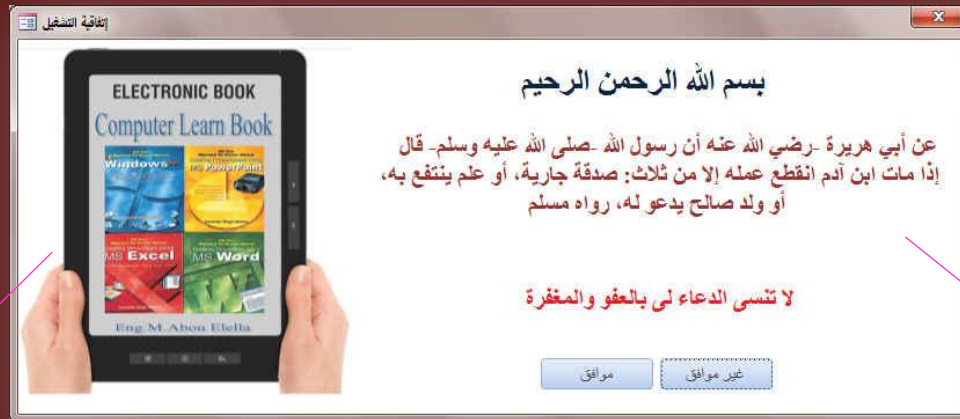 إتفاقية التشغيل
ELECTRONIC BOOK
Computer Learn Book
Windows
MS PowerPoint
MS Excel
MS Word
Eng. M. Abou Elella
بسم الله الرحمن الرحيم
عن أبي هريرة -رضي الله عنه أن رسول الله -صلى الله عليه وسلم- قال
إذا مات ابن آدم انقطع عمله إلا من ثلاث: صدقة جارية، أو علم ينتفع به،
أو ولد صالح يدعو له، رواه مسلم
لا تنسى الدعاء لى بالعفو والمغفرة
غير موافق
موافق